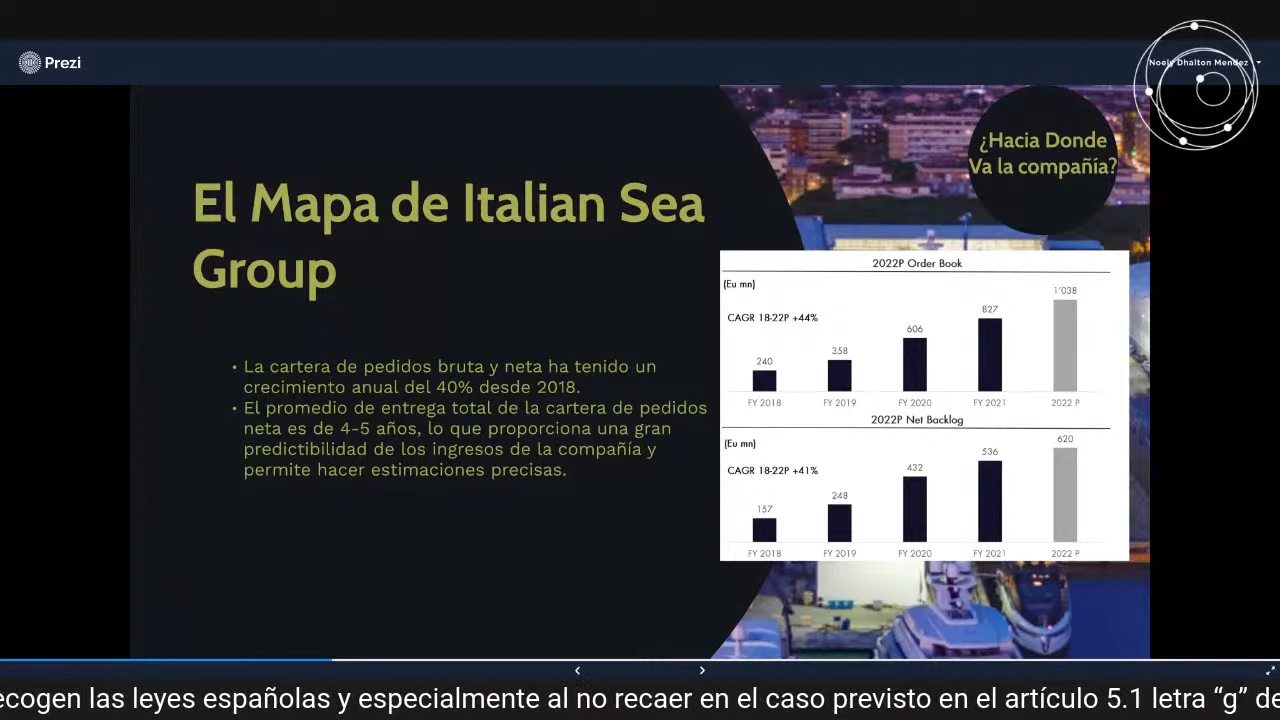 Prezi
Noely Dhalton Mendez
¿Hacia Donde
Va la compañía?
El Mapa de Italian Sea
Group
• La cartera de pedidos bruta y neta ha tenido un
crecimiento anual del 40% desde 2018.
• El promedio de entrega total de la cartera de pedidos
neta es de 4-5 años, lo que proporciona una gran
predictibilidad de los ingresos de la compañía y
permite hacer estimaciones precisas.
2022P Order Book
(Eu mn)
CAGR 18-22P +44%
240
358
606
827
1'038
FY 2018
FY 2019
FY 2020
FY 2021
2022 P
2022P Net Backlog
(Eu mn)
CAGR 18-22P +41%
157
248
432
536
620
FY 2018
FY 2019
FY 2020
FY 2021
2022 P
ecogen las leyes españolas y especialmente al no recaer en el caso previsto en el artículo 5.1 letra “g” de